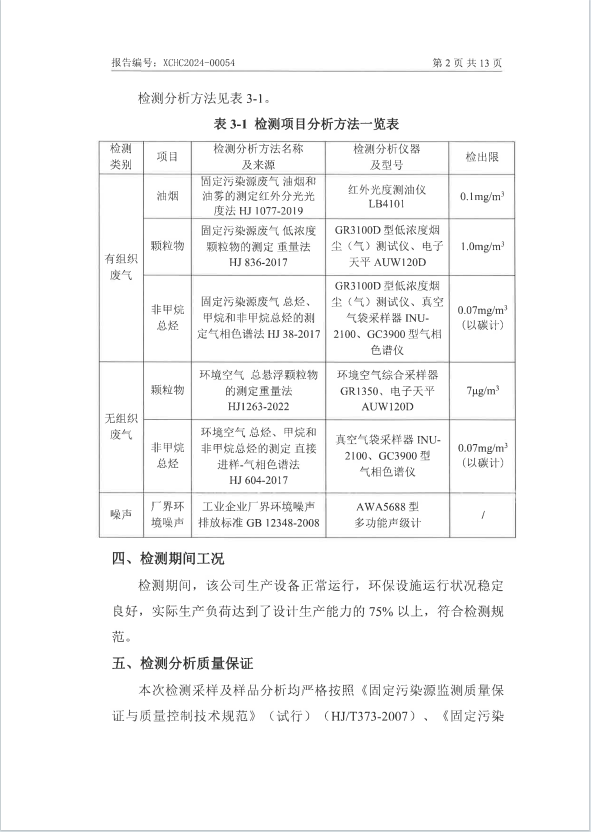 报告编号：XCHC2024-00054 第 2 页 共 13 页
检测分析方法见表 3-1。
表 3-1 检测项目分析方法一览表
检测类别 项目 检测分析方法名称及来源 检测分析仪器及型号 检出限
有组织废气
油烟 固定污染源废气 油烟和油雾的测定红外分光光度法 HJ 1077-2019 红外光度测油仪 LB4101 0.1mg/m³
颗粒物 固定污染源废气 低浓度颗粒物的测定 重量法 HJ 836-2017 GR3100D 型低浓度烟尘（气）测试仪、电子天平 AUW120D 1.0mg/m³
非甲烷总烃 固定污染源废气 总烃、甲烷和非甲烷总烃的测定气相色谱法 HJ 38-2017 GR3100D 型低浓度烟尘（气）测试仪、真空气袋采样器 INU-2100、GC3900 型气相色谱仪 0.07mg/m³（以碳计）
无组织废气
颗粒物 环境空气 总悬浮颗粒物的测定重量法 HJ1263-2022 环境空气综合采样器 GR1350、电子天平 AUW120D 7μg/m³
非甲烷总烃 环境空气 总烃、甲烷和非甲烷总烃的测定 直接进样-气相色谱法 HJ 604-2017 真空气袋采样器 INU-2100、GC3900 型气相色谱仪 0.07mg/m³（以碳计）
噪声 厂界环境噪声 工业企业厂界环境噪声排放标准 GB 12348-2008 AWA5688 型多功能声级计 /
四、检测期间工况
检测期间，该公司生产设备正常运行，环保设施运行状况稳定
良好，实际生产负荷达到了设计生产能力的 75% 以上，符合检测规
范。
五、检测分析质量保证
本次检测采样及样品分析均严格按照《固定污染源监测质量保
证与质量控制技术规范》（试行）（HJ/T373-2007）、《固定污染